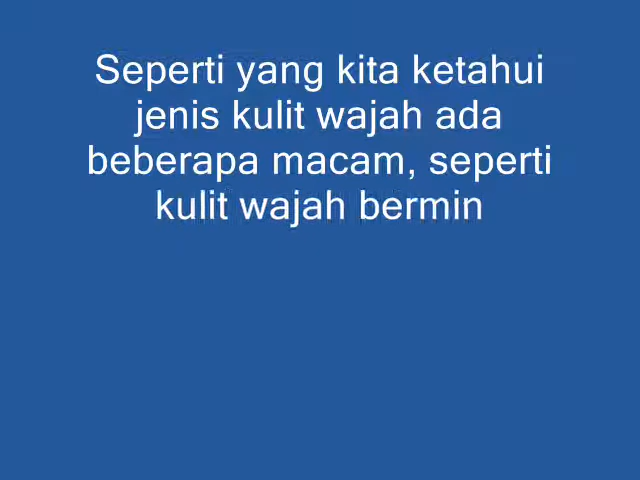 Seperti yang kita ketahui
jenis kulit wajah ada
beberapa macam, seperti
kulit wajah bermin